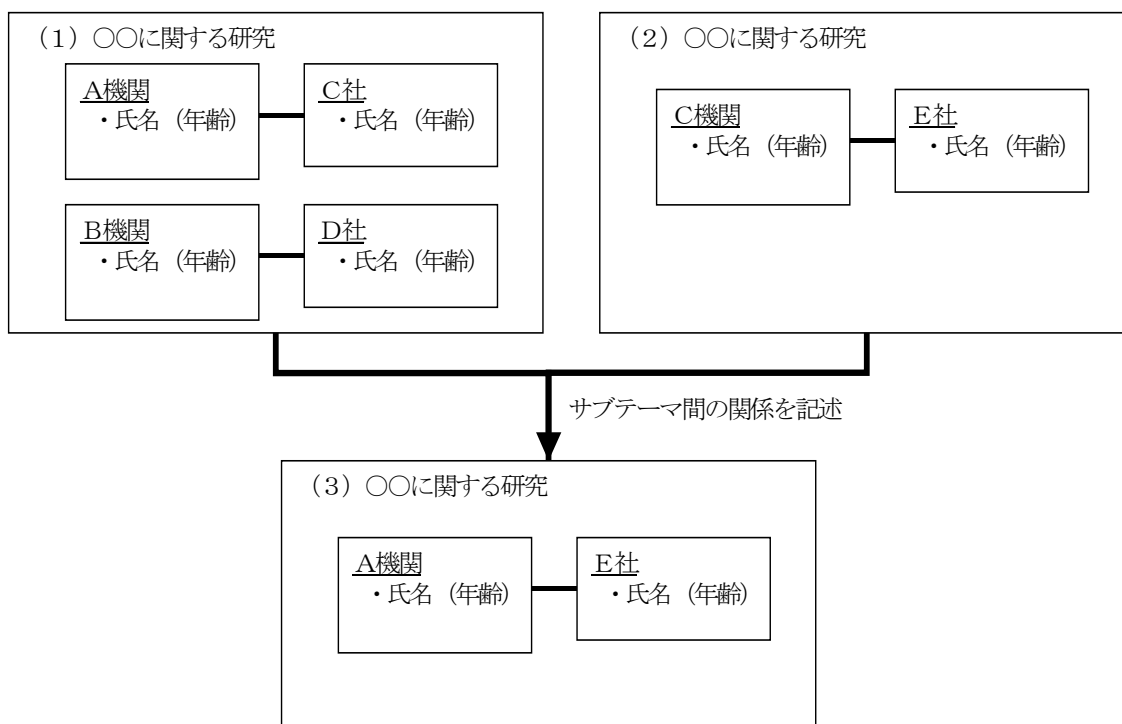 （１）○○に関する研究
Ａ機関
・氏名（年齢）
Ｃ社
・氏名（年齢）
Ｂ機関
・氏名（年齢）
Ｄ社
・氏名（年齢）
（２）○○に関する研究
Ｃ機関
・氏名（年齢）
Ｅ社
・氏名（年齢）
サブテーマ間の関係を記述
（３）○○に関する研究
Ａ機関
・氏名（年齢）
Ｅ社
・氏名（年齢）